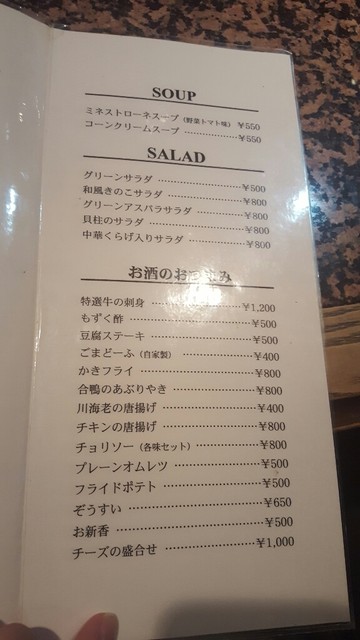 SOUP
ミネストローネスープ（野菜トマト味） ¥550
コーンクリームスープ ················ ¥550
SALAD
グリーンサラダ ····················· ¥500
和風きのこサラダ ·················· ¥800
グリーンアスパラサラダ ············· ¥800
貝柱のサラダ ······················ ¥800
中華くらげ入りサラダ ··············· ¥800
お酒のおつまみ
特選牛の刺身 ······················ ¥1,200
もずく酢 ··························· ¥500
豆腐ステーキ ······················ ¥500
ごまどーふ（自家製） ················ ¥400
かきフライ ························· ¥800
合鴨のあぶりやき ·················· ¥800
川海老の唐揚げ ···················· ¥400
チキンの唐揚げ ···················· ¥800
チョリソー（各味セット） ············· ¥800
プレーンオムレツ ··················· ¥500
フライドポテト ······················ ¥500
ぞうすい ··························· ¥650
お新香 ····························· ¥500
チーズの盛合せ ···················· ¥1,000